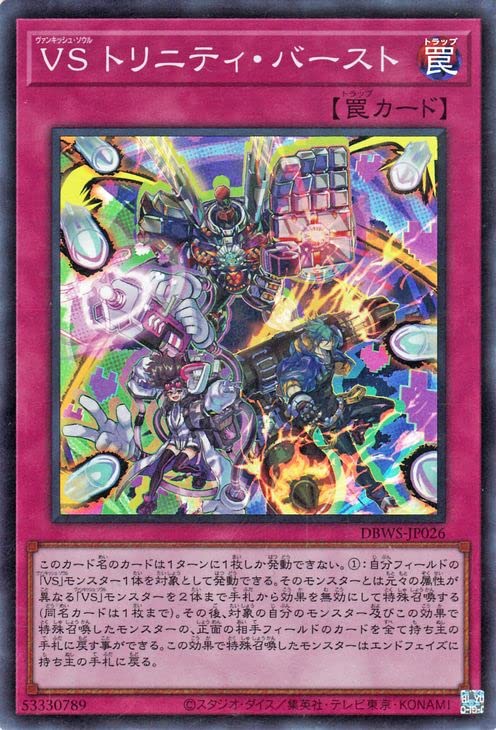 ヴァンキッシュ・ソウル
VS トリニティ・バースト
トラップ
罠
トラップ
【罠カード】
DBWS-JP026
このカード名のカードは1ターンに1枚しか発動できない。①:自分フィールドの
「VS」モンスター1体を対象として発動できる。そのモンスターとは元々の属性が
異なる「VS」モンスターを2体まで手札から効果を無効にして特殊召喚する
(同名カードは1枚まで)。その後、対象の自分のモンスター及びこの効果で
特殊召喚したモンスターの、正面の相手フィールドのカードを全て持ち主の
手札に戻す事ができる。この効果で特殊召喚したモンスターはエンドフェイズに
持ち主の手札に戻る。
53330789
©スタジオ・ダイス/集英社・テレビ東京・KONAMI